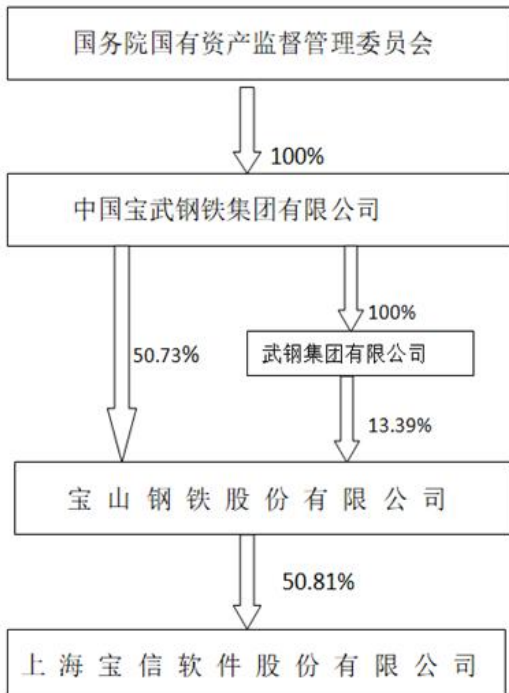 国务院国有资产监督管理委员会
100%
中国宝武钢铁集团有限公司
100%
50.73%
武钢集团有限公司
13.39%
宝山钢铁股份有限公司
50.81%
上海宝信软件股份有限公司